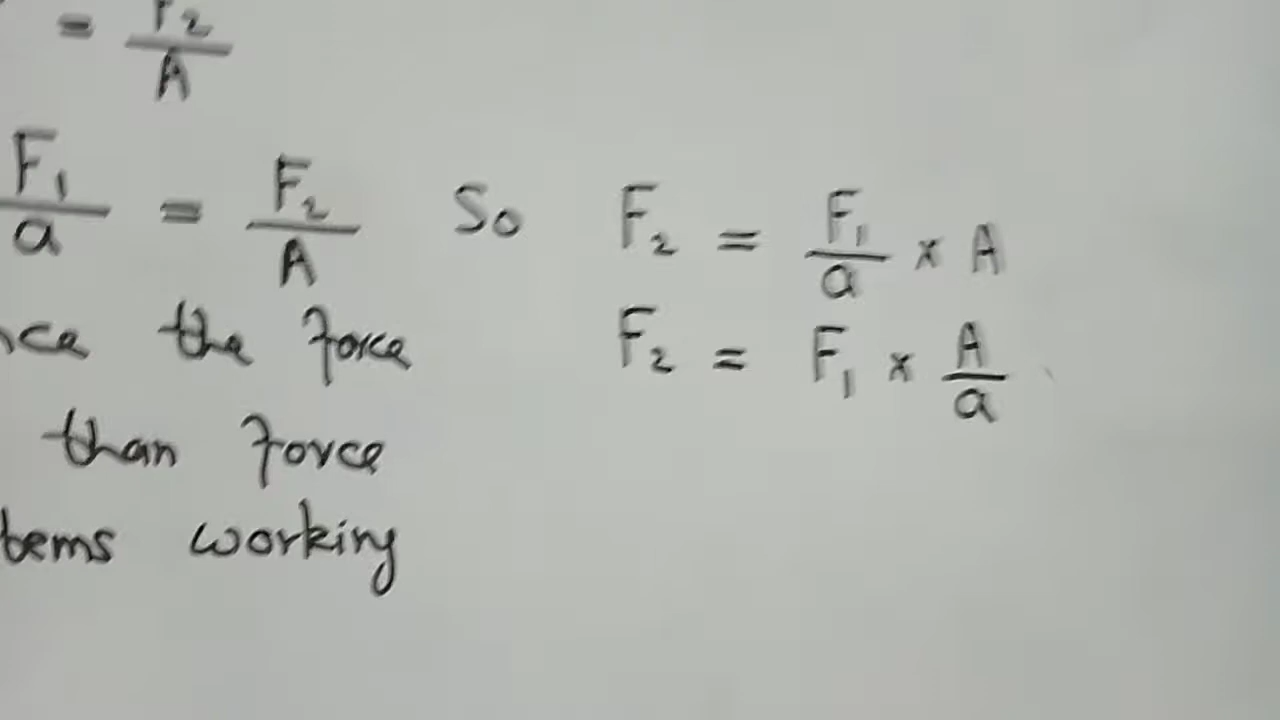 = F₂/A
F₁/a = F₂/A So F₂ = F₁/a × A
the force F₂ = F₁ × A/a
than force
working